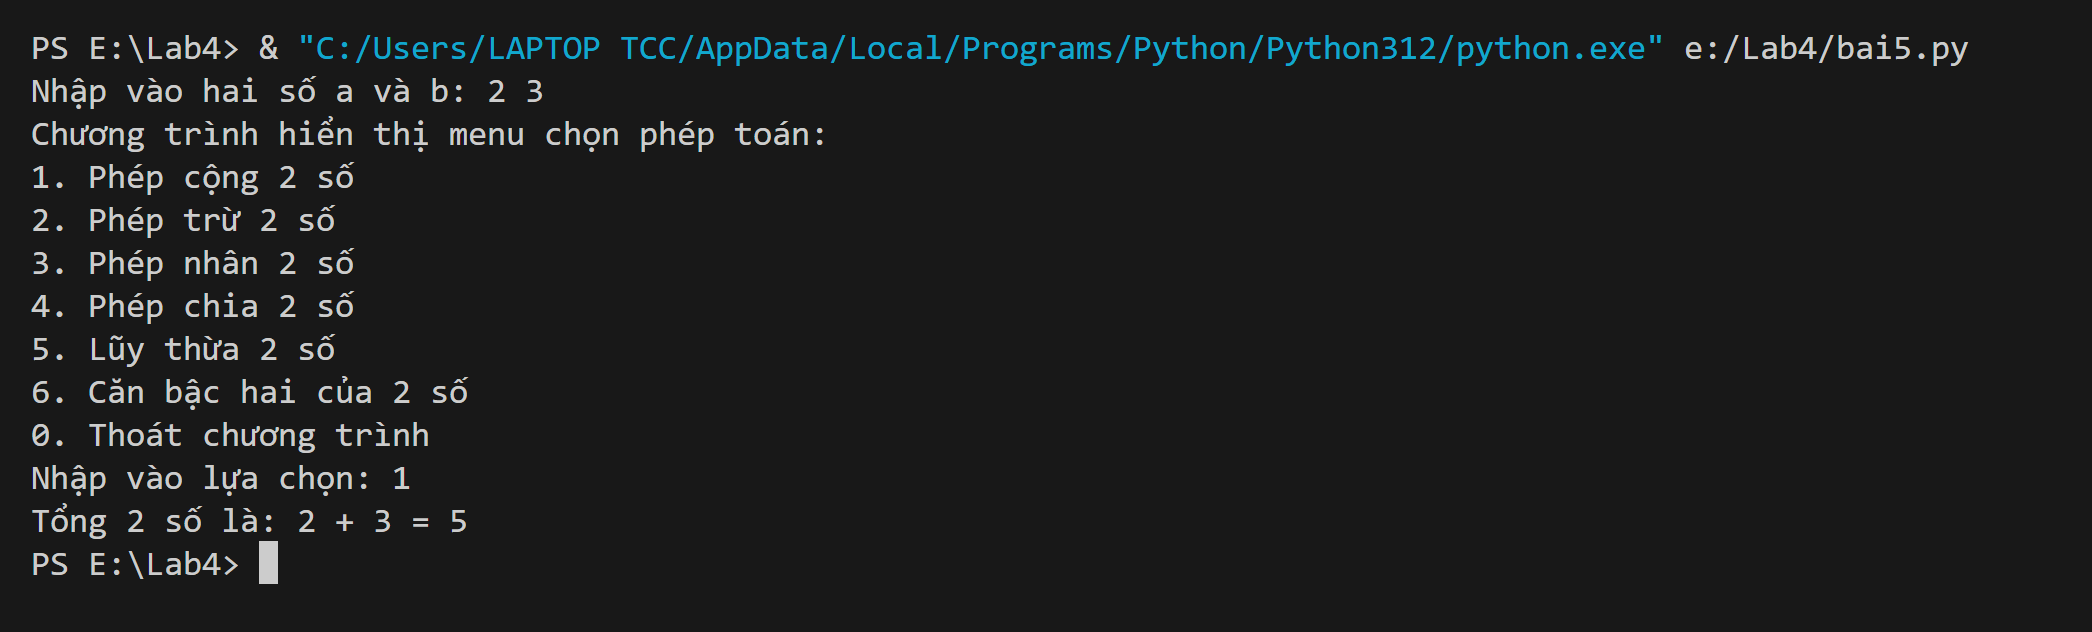 PS E:\Lab4> & "C:/Users/LAPTOP TCC/AppData/Local/Programs/Python/Python312/python.exe" e:/Lab4/bai5.py
Nhập vào hai số a và b: 2 3
Chương trình hiển thị menu chọn phép toán:
1. Phép cộng 2 số
2. Phép trừ 2 số
3. Phép nhân 2 số
4. Phép chia 2 số
5. Lũy thừa 2 số
6. Căn bậc hai của 2 số
0. Thoát chương trình
Nhập vào lựa chọn: 1
Tổng 2 số là: 2 + 3 = 5
PS E:\Lab4>